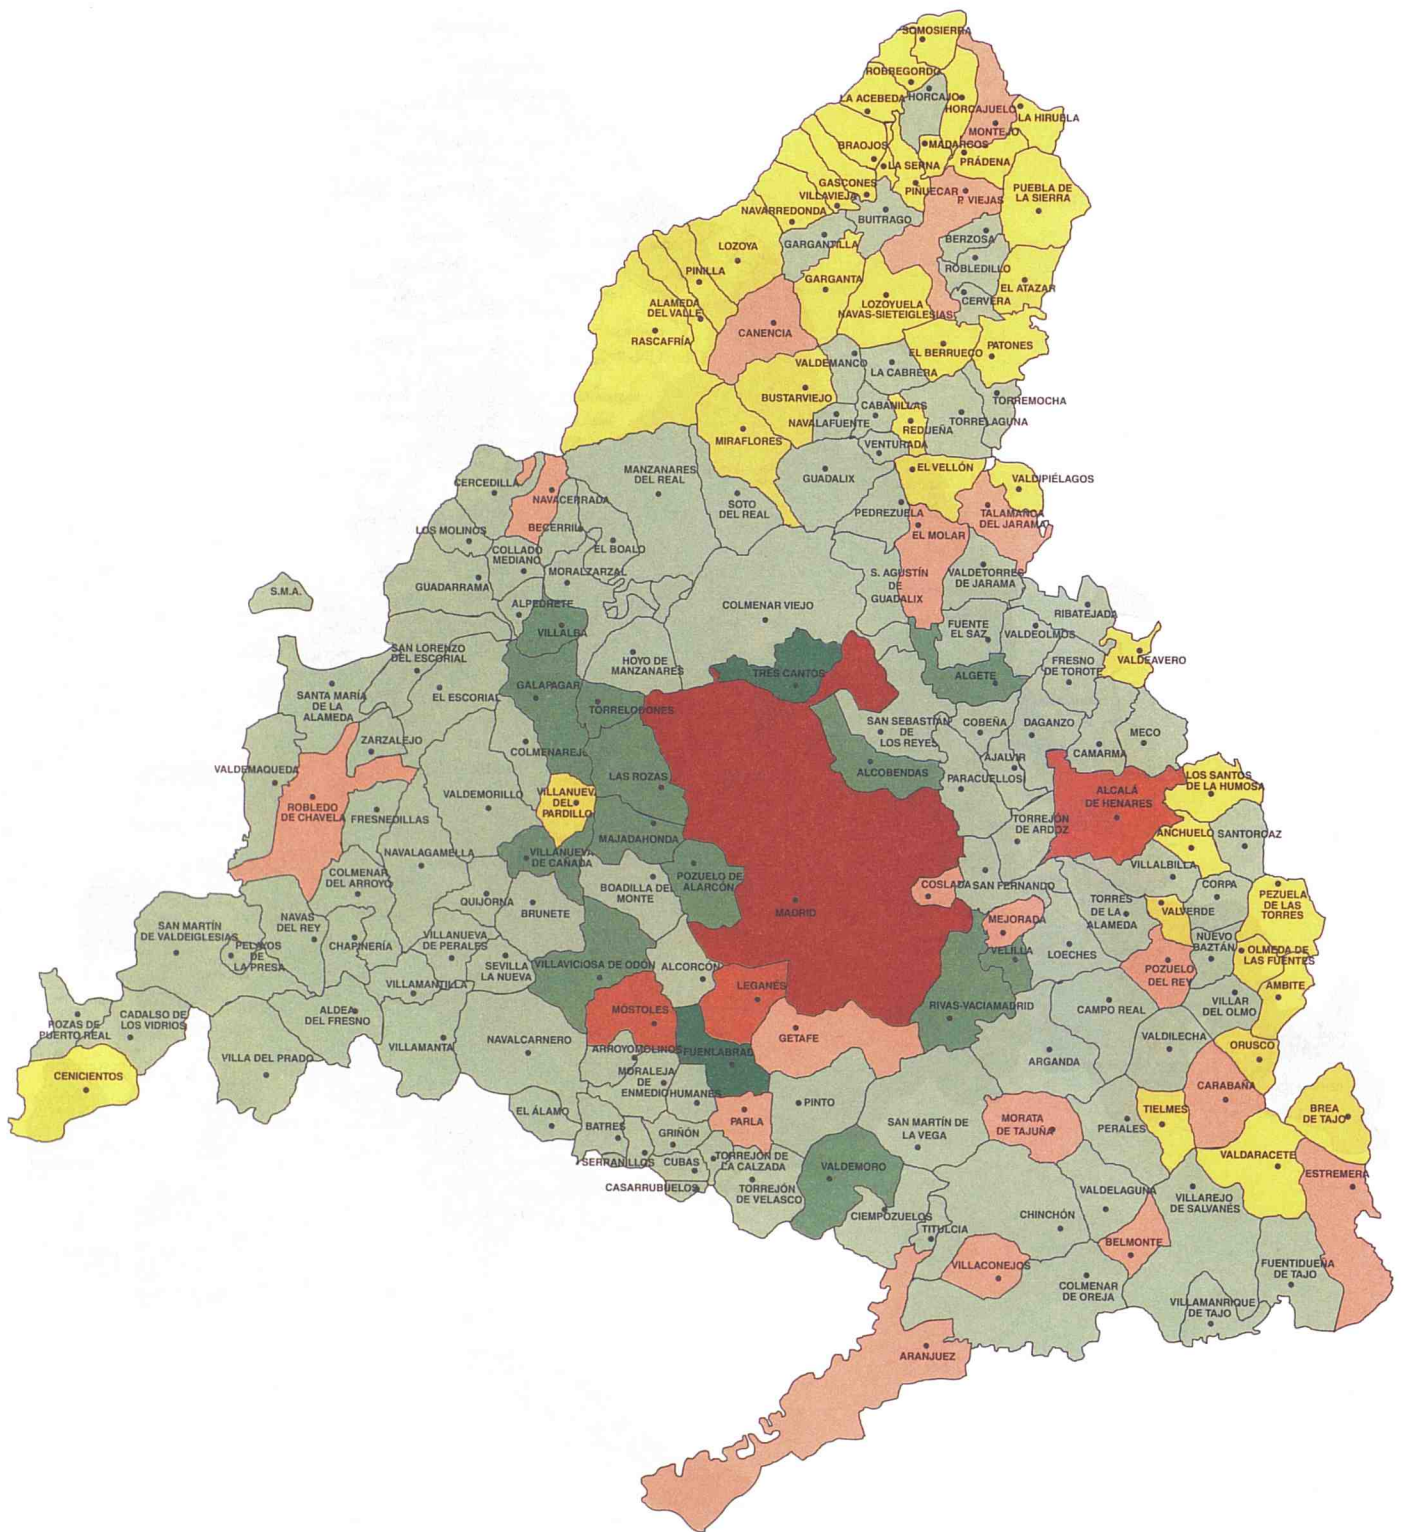 SOMOSIERRA
ROBREGORDO
LA ACEBEDA
HORCAJO
HORCAJUELO
LA HIRUELA
MONTEJO
BRAOJOS
MADARCOS
LA SERNA
PRÁDENA
GASCONES
PIÑUECAR
PUEBLA DE
LA SIERRA
VILLAVIEJA
P. VIEJAS
NAVARREDONDA
BUITRAGO
LOZOYA
GARGANTILLA
BERZOSA
PINILLA
ROBLEDILLO
GARGANTA
EL ATAZAR
ALAMEDA
DEL VALLE
LOZOYUELA
NAVAS-SIETEIGLESIAS
CERVERA
RASCAFRÍA
CANENCIA
EL BERRUECO
PATONES
VALDEMANCO
LA CABRERA
BUSTARVIEJO
CABANILLAS
TORREMOCHA
NAVALAFUENTE
REDUEÑA
TORRELAGUNA
MIRAFLORES
VENTURADA
MANZANARES
DEL REAL
EL VELLÓN
CERCEDILLA
GUADALIX
VALDIPIÉLAGOS
NAVACERRADA
SOTO
DEL REAL
PEDREZUELA
TALAMANCA
DEL JARAMA
LOS MOLINOS
BECERRIL
EL MOLAR
COLLADO
MEDIANO
EL BOALO
GUADARRAMA
MORALZARZAL
S. AGUSTÍN
DE
GUADALIX
VALDETORRES
DE JARAMA
S.M.A.
ALPEDRETE
COLMENAR VIEJO
RIBATEJADA
VILLALBA
FUENTE
EL SAZ
VALDEOLMOS
SAN LORENZO
DEL ESCORIAL
HOYO DE
MANZANARES
FRESNO
DE TOROTE
VALDEAVERO
TRES CANTOS
ALGETE
SANTA MARÍA
DE LA
ALAMEDA
EL ESCORIAL
GALAPAGAR
TORRELODONES
SAN SEBASTIÁN
DE
LOS REYES
COBEÑA
DAGANZO
MECO
ZARZALEJO
COLMENAREJO
AJALVIR
CAMARMA
VALDEMAQUEDA
LAS ROZAS
ALCOBENDAS
PARACUELLOS
LOS SANTOS
DE LA HUMOSA
ROBLEDO
DE CHAVELA
FRESNEDILLAS
VALDEMORILLO
VILLANUEVA
DEL
PARDILLO
ALCALÁ
DE HENARES
TORREJÓN
DE ARDOZ
ANCHUELO
SANTORCAZ
MAJADAHONDA
NAVALAGAMELLA
VILLANUEVA
DE CAÑADA
VILLALBILLA
COLMENAR
DEL ARROYO
BOADILLA DEL
MONTE
POZUELO DE
ALARCÓN
COSLADA
SAN FERNANDO
CORPA
PEZUELA
DE LAS
TORRES
QUIJORNA
BRUNETE
MADRID
MEJORADA
TORRES
DE LA
ALAMEDA
VALVERDE
SAN MARTÍN
DE VALDEIGLESIAS
NAVAS
DEL REY
CHAPINERÍA
VILLANUEVA
DE PERALES
NUEVO
BAZTÁN
PELAYOS
DE
LA PRESA
SEVILLA
LA NUEVA
VILLAVICIOSA DE ODÓN
ALCORCÓN
VELILLA
LOECHES
OLMEDA DE
LAS FUENTES
POZUELO
DEL REY
VILLAMANTILLA
LEGANÉS
AMBITE
ROZAS DE
PUERTO REAL
CADALSO DE
LOS VIDRIOS
ALDEA
DEL FRESNO
MÓSTOLES
RIVAS-VACIAMADRID
CAMPO REAL
VILLAR
DEL OLMO
VILLA DEL PRADO
VILLAMANTA
NAVALCARNERO
GETAFE
VALDILECHA
ORUSCO
ARROYOMOLINOS
FUENLABRADA
ARGANDA
CENICIENTOS
MORALEJA
DE
ENMEDIO
HUMANES
CARABAÑA
EL ÁLAMO
PINTO
BREA
DE TAJO
PARLA
SAN MARTÍN DE
LA VEGA
MORATA
DE TAJUÑA
PERALES
TIELMES
BATRES
GRIÑÓN
SERRANILLOS
CUBAS
TORREJÓN DE
LA CALZADA
VALDEMORO
VALDARACETE
ESTREMERA
CASARRUBUELOS
TORREJÓN
DE VELASCO
VALDELAGUNA
VILLAREJO
DE SALVANÉS
CIEMPOZUELOS
TITULCIA
CHINCHÓN
BELMONTE
VILLACONEJOS
COLMENAR
DE OREJA
FUENTIDUEÑA
DE TAJO
VILLAMANRIQUE
DE TAJO
ARANJUEZ